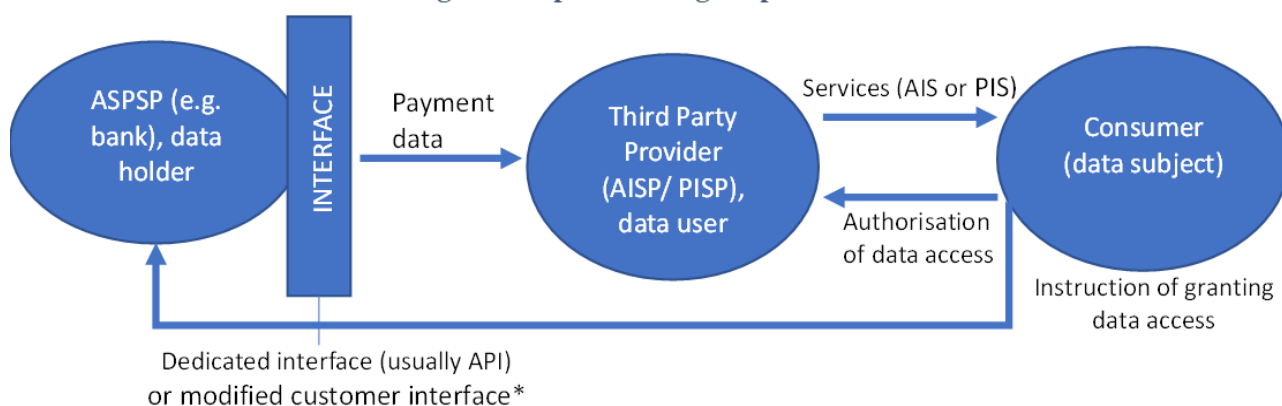 ASPSP (e.g.
bank), data
holder
INTERFACE
Payment
data
Third Party
Provider
(AISP/ PISP),
data user
Services (AIS or PIS)
Authorisation
of data access
Consumer
(data subject)
Instruction of granting
data access
Dedicated interface (usually API)
or modified customer interface*